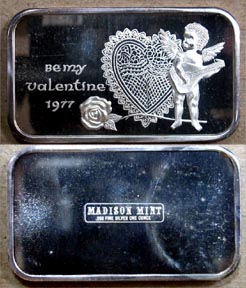 Be my
Valentine
1977
MADISON MINT
.999 FINE SILVER ONE OUNCE